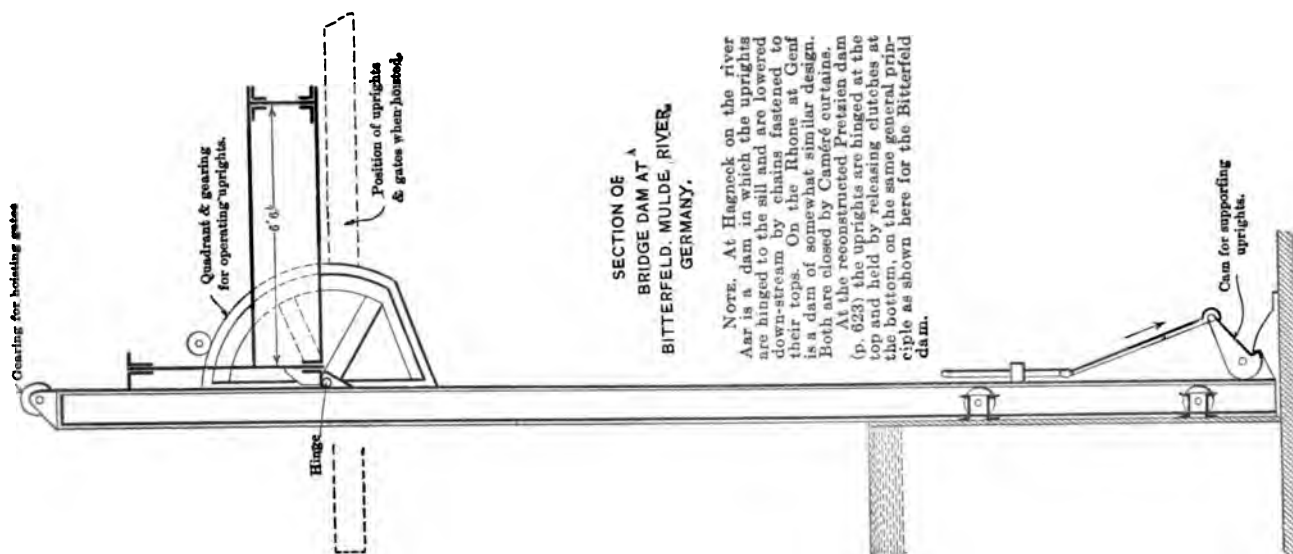 Gearing for hoisting gates
Quadrant & gearing
for operating uprights.
6' 6"
Position of uprights
& gates when hoisted.
Hinge
SECTION OF
BRIDGE DAM AT
BITTERFELD. MULDE RIVER,
GERMANY.
NOTE. At Hagneck on the river
Aar is a dam in which the uprights
are hinged to the sill and are lowered
down-stream by chains fastened to
their tops. On the Rhone at Genf
is a dam of somewhat similar design.
Both are closed by Caméré curtains.
At the reconstructed Pretzien dam
(p. 623) the uprights are hinged at the
top and held by releasing clutches at
the bottom, on the same general prin-
ciple as shown here for the Bitterfeld
dam.
Cam for supporting
uprights.